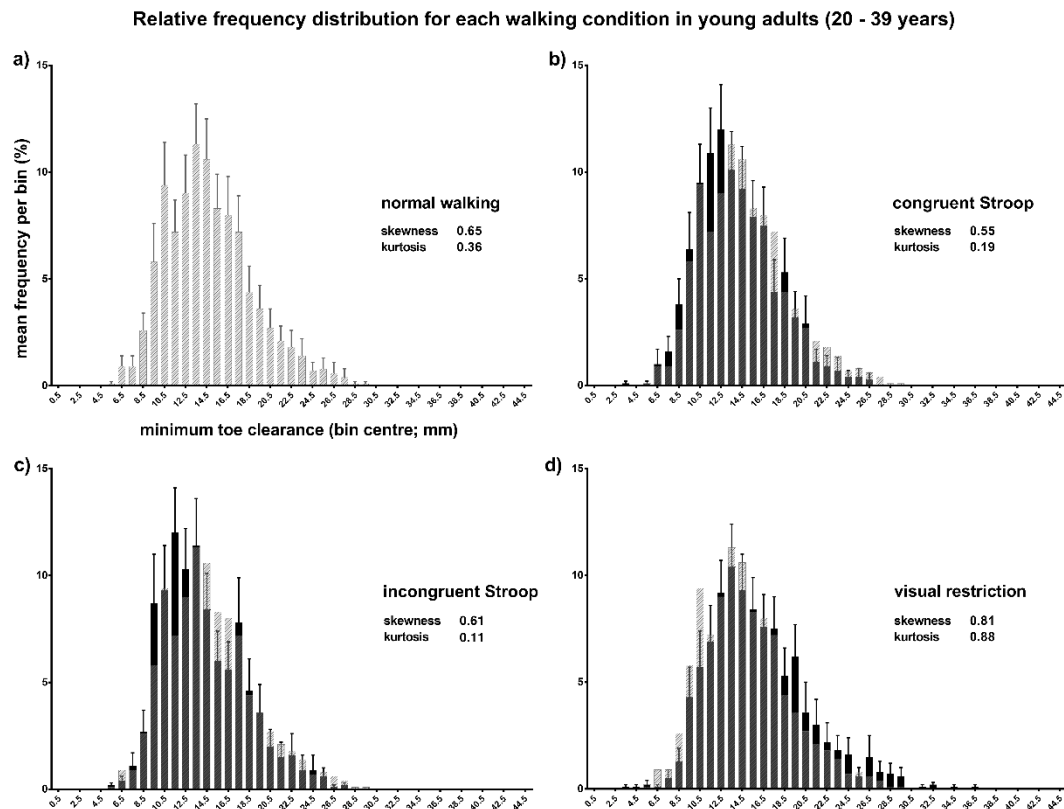 Relative frequency distribution for each walking condition in young adults (20 - 39 years)
a)
15
10
5
0
mean frequency per bin (%)
normal walking
skewness 0.65
kurtosis 0.36
0.5 2.5 4.5 6.5 8.5 10.5 12.5 14.5 16.5 18.5 20.5 22.5 24.5 26.5 28.5 30.5 32.5 34.5 36.5 38.5 40.5 42.5 44.5
minimum toe clearance (bin centre; mm)
b)
15
10
5
0
congruent Stroop
skewness 0.55
kurtosis 0.19
0.5 2.5 4.5 6.5 8.5 10.5 12.5 14.5 16.5 18.5 20.5 22.5 24.5 26.5 28.5 30.5 32.5 34.5 36.5 38.5 40.5 42.5 44.5
c)
15
10
5
0
incongruent Stroop
skewness 0.61
kurtosis 0.11
0.5 2.5 4.5 6.5 8.5 10.5 12.5 14.5 16.5 18.5 20.5 22.5 24.5 26.5 28.5 30.5 32.5 34.5 36.5 38.5 40.5 42.5 44.5
d)
15
10
5
0
visual restriction
skewness 0.81
kurtosis 0.88
0.5 2.5 4.5 6.5 8.5 10.5 12.5 14.5 16.5 18.5 20.5 22.5 24.5 26.5 28.5 30.5 32.5 34.5 36.5 38.5 40.5 42.5 44.5